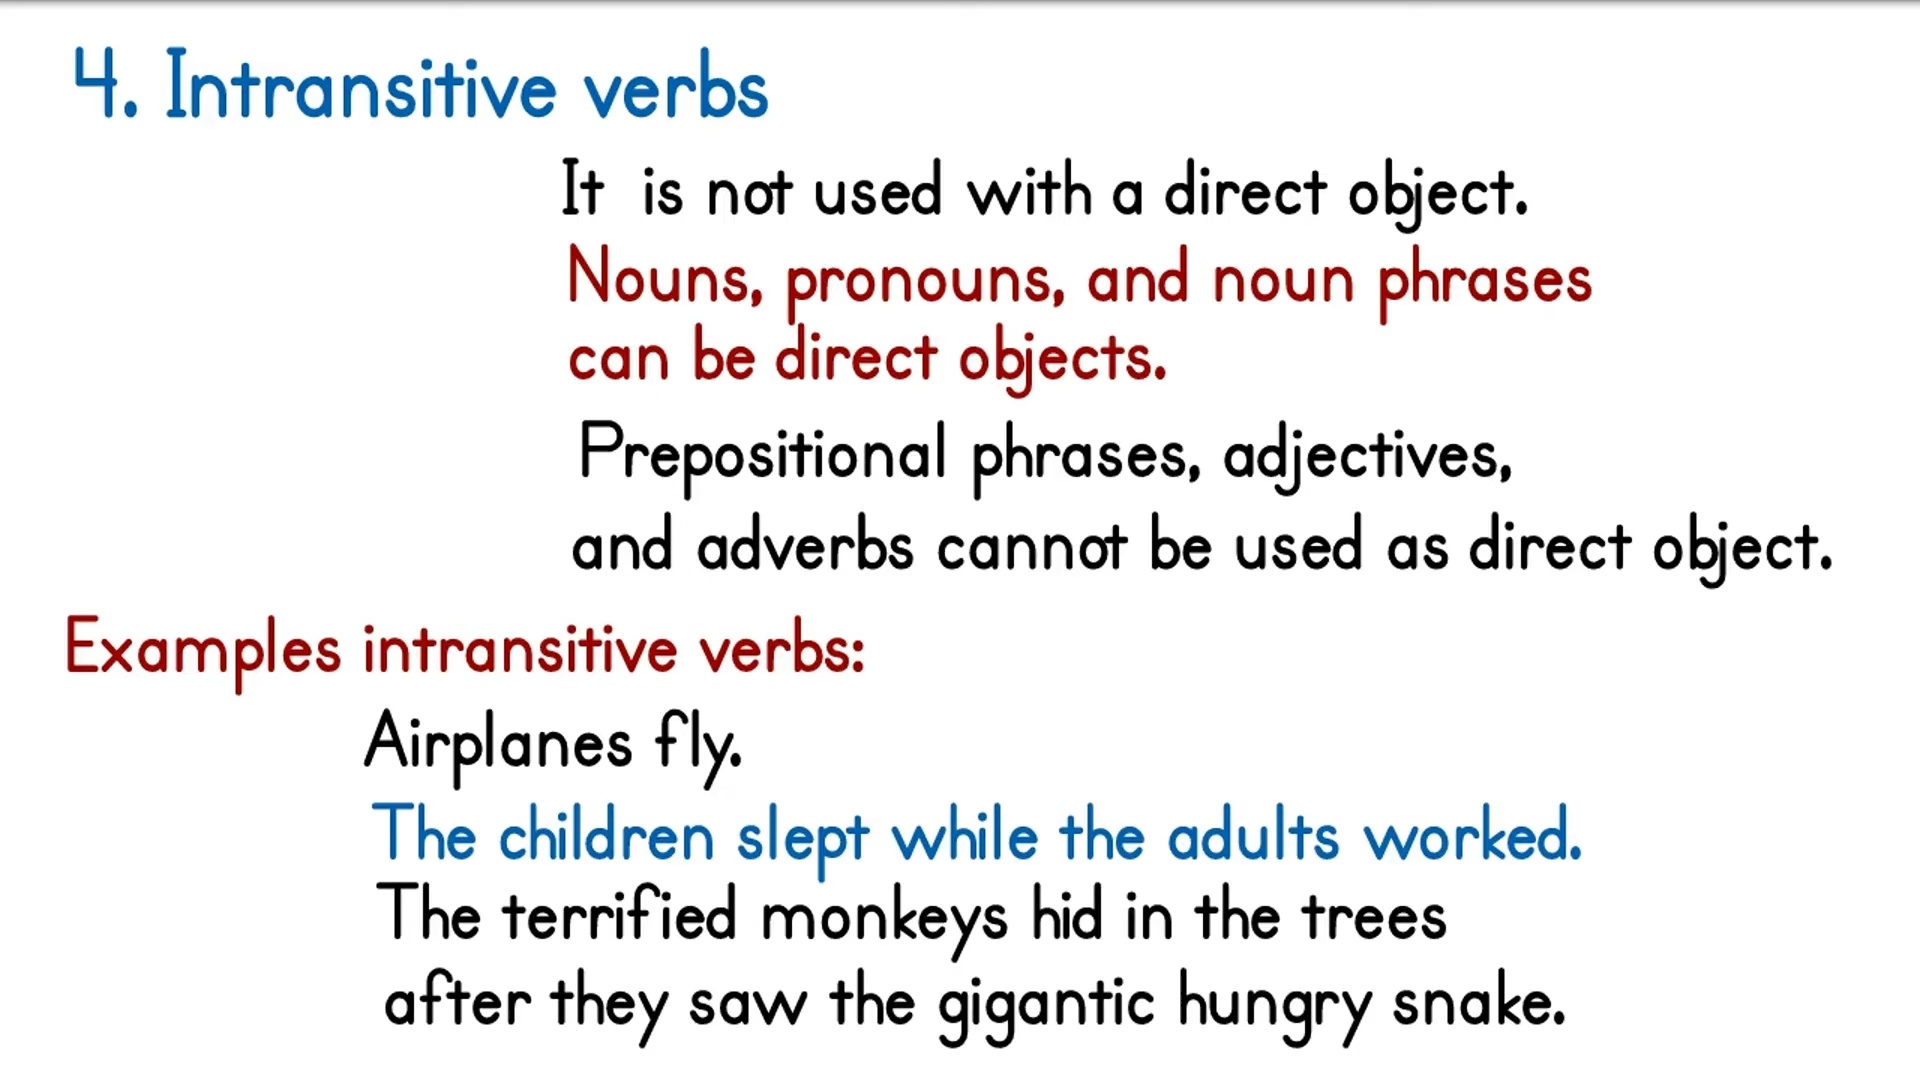 4. Intransitive verbs
It is not used with a direct object.
Nouns, pronouns, and noun phrases
can be direct objects.
Prepositional phrases, adjectives,
and adverbs cannot be used as direct object.
Examples intransitive verbs:
Airplanes fly.
The children slept while the adults worked.
The terrified monkeys hid in the trees
after they saw the gigantic hungry snake.